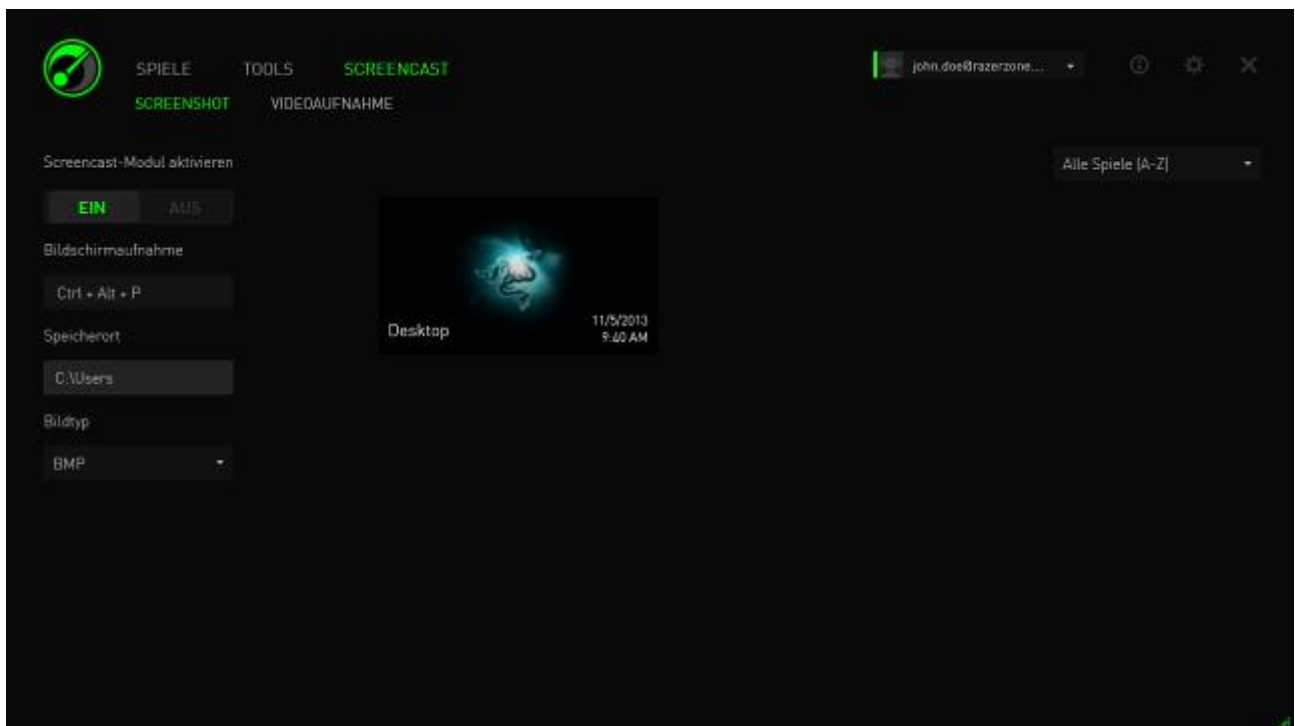 SPIELE TOOLS SCREENCAST
john.doe@razerzone...
SCREENSHOT VIDEOAUFNAHME
Screencast-Modul aktivieren
Alle Spiele (A-Z)
EIN AUS
Bildschirmaufnahme
Ctrl + Alt + P
Speicherort
C:\Users
Bildtyp
BMP
Desktop
11/5/2013
9:40 AM